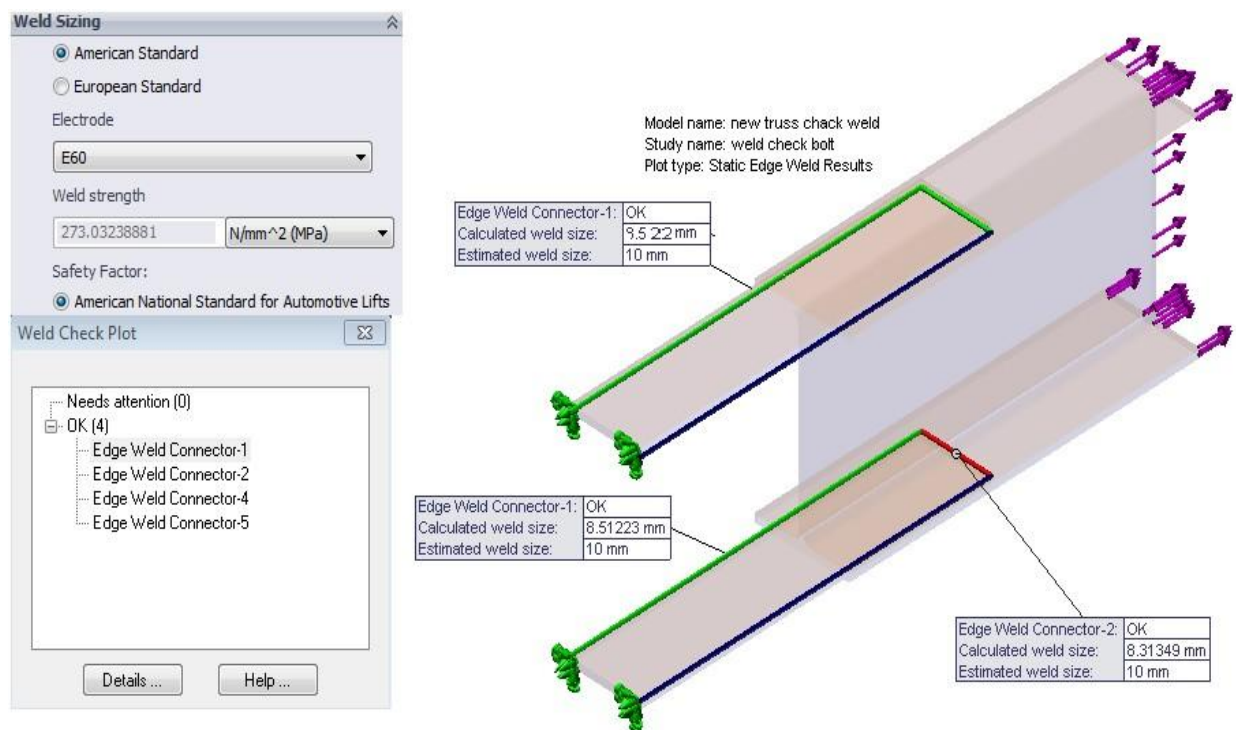 Weld Sizing
American Standard
European Standard
Electrode
E60
Weld strength
273.03238881 N/mm^2 (MPa)
Safety Factor:
American National Standard for Automotive Lifts
Weld Check Plot
Needs attention (0)
OK (4)
Edge Weld Connector-1
Edge Weld Connector-2
Edge Weld Connector-4
Edge Weld Connector-5
Details ... Help ...
Model name: new truss chack weld
Study name: weld check bolt
Plot type: Static Edge Weld Results
Edge Weld Connector-1: OK
Calculated weld size: mm
Estimated weld size: 10 mm
Edge Weld Connector-1: OK
Calculated weld size: 8.51223 mm
Estimated weld size: 10 mm
Edge Weld Connector-2: OK
Calculated weld size: 8.31349 mm
Estimated weld size: 10 mm